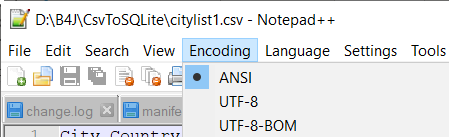 D:\B4J\CsvToSQLite\citylist1.csv - Notepad++
File Edit Search View Encoding Language Settings Tools
ANSI
UTF-8
UTF-8-BOM
change.log manife
1 City Country